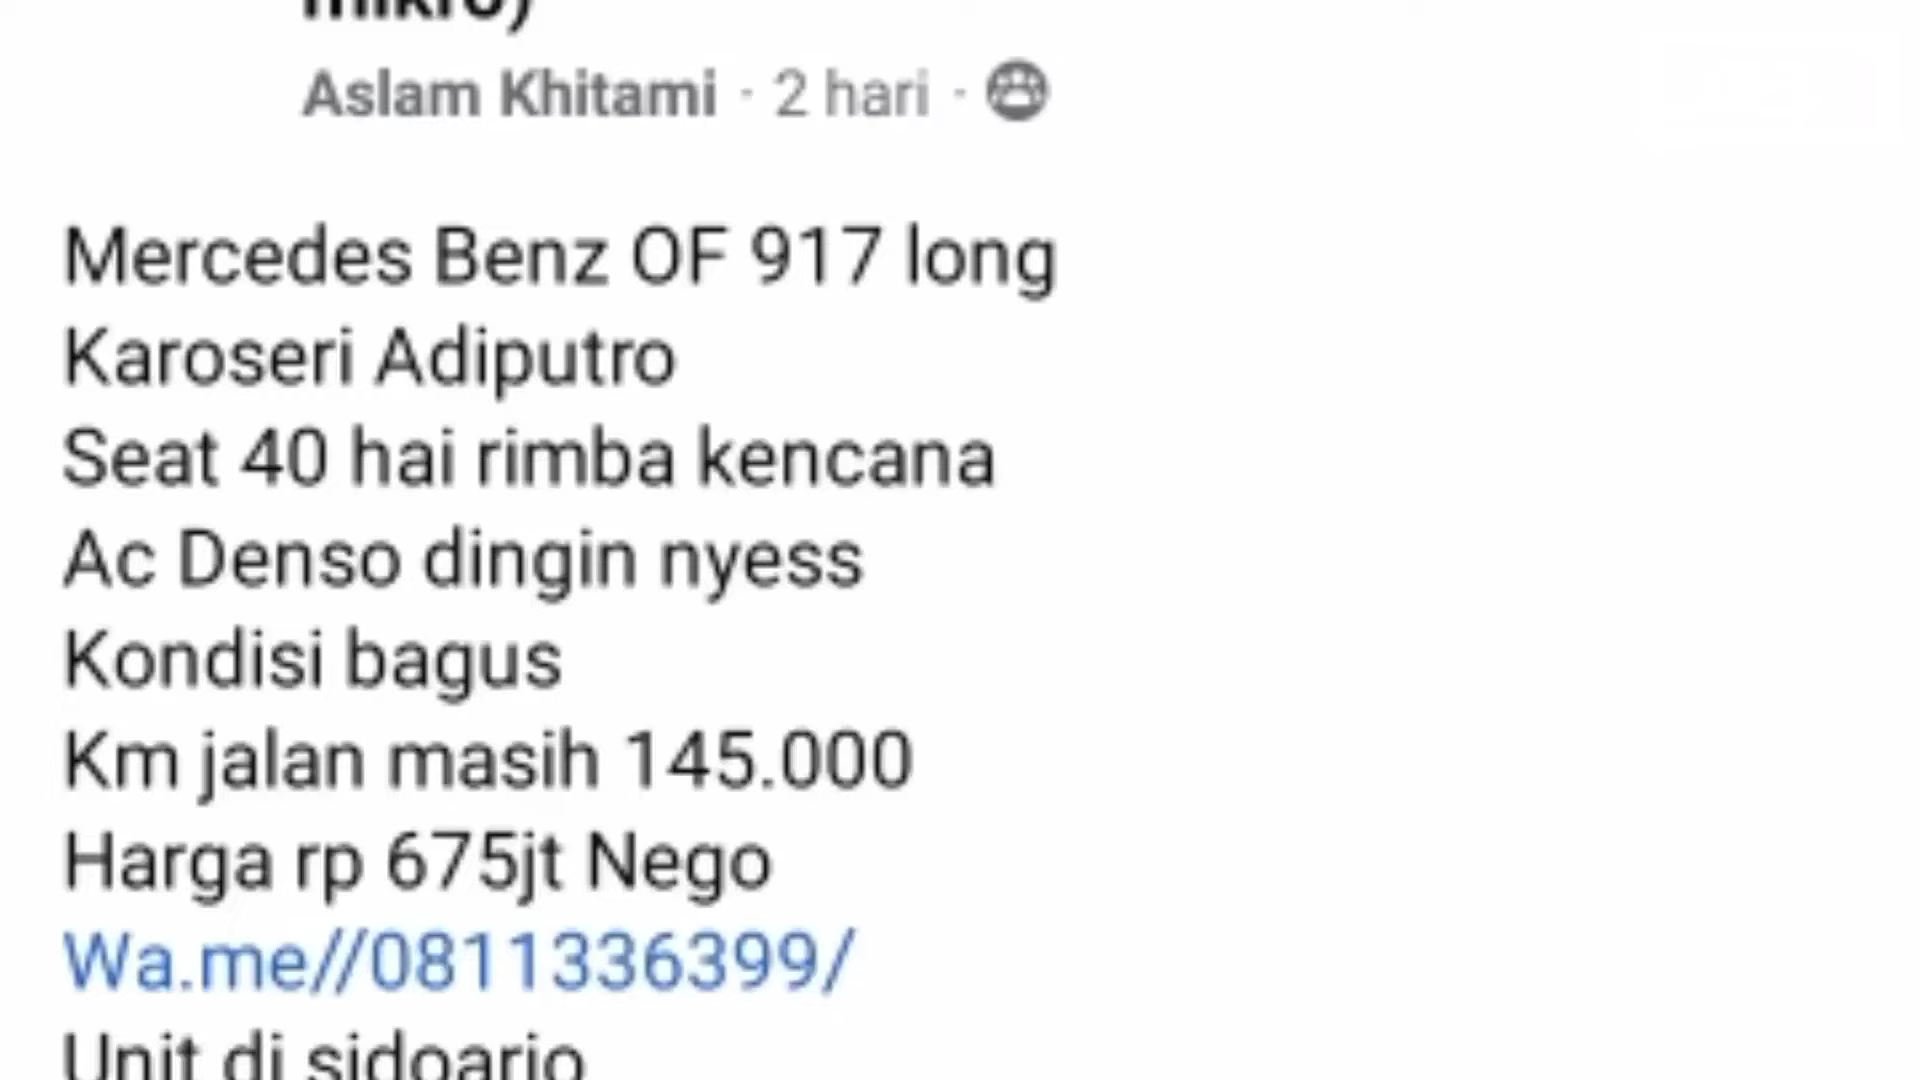 mikro)
Aslam Khitami · 2 hari ·
Mercedes Benz OF 917 long
Karoseri Adiputro
Seat 40 hai rimba kencana
Ac Denso dingin nyess
Kondisi bagus
Km jalan masih 145.000
Harga rp 675jt Nego
Wa.me//0811336399/
Unit di sidoarjo